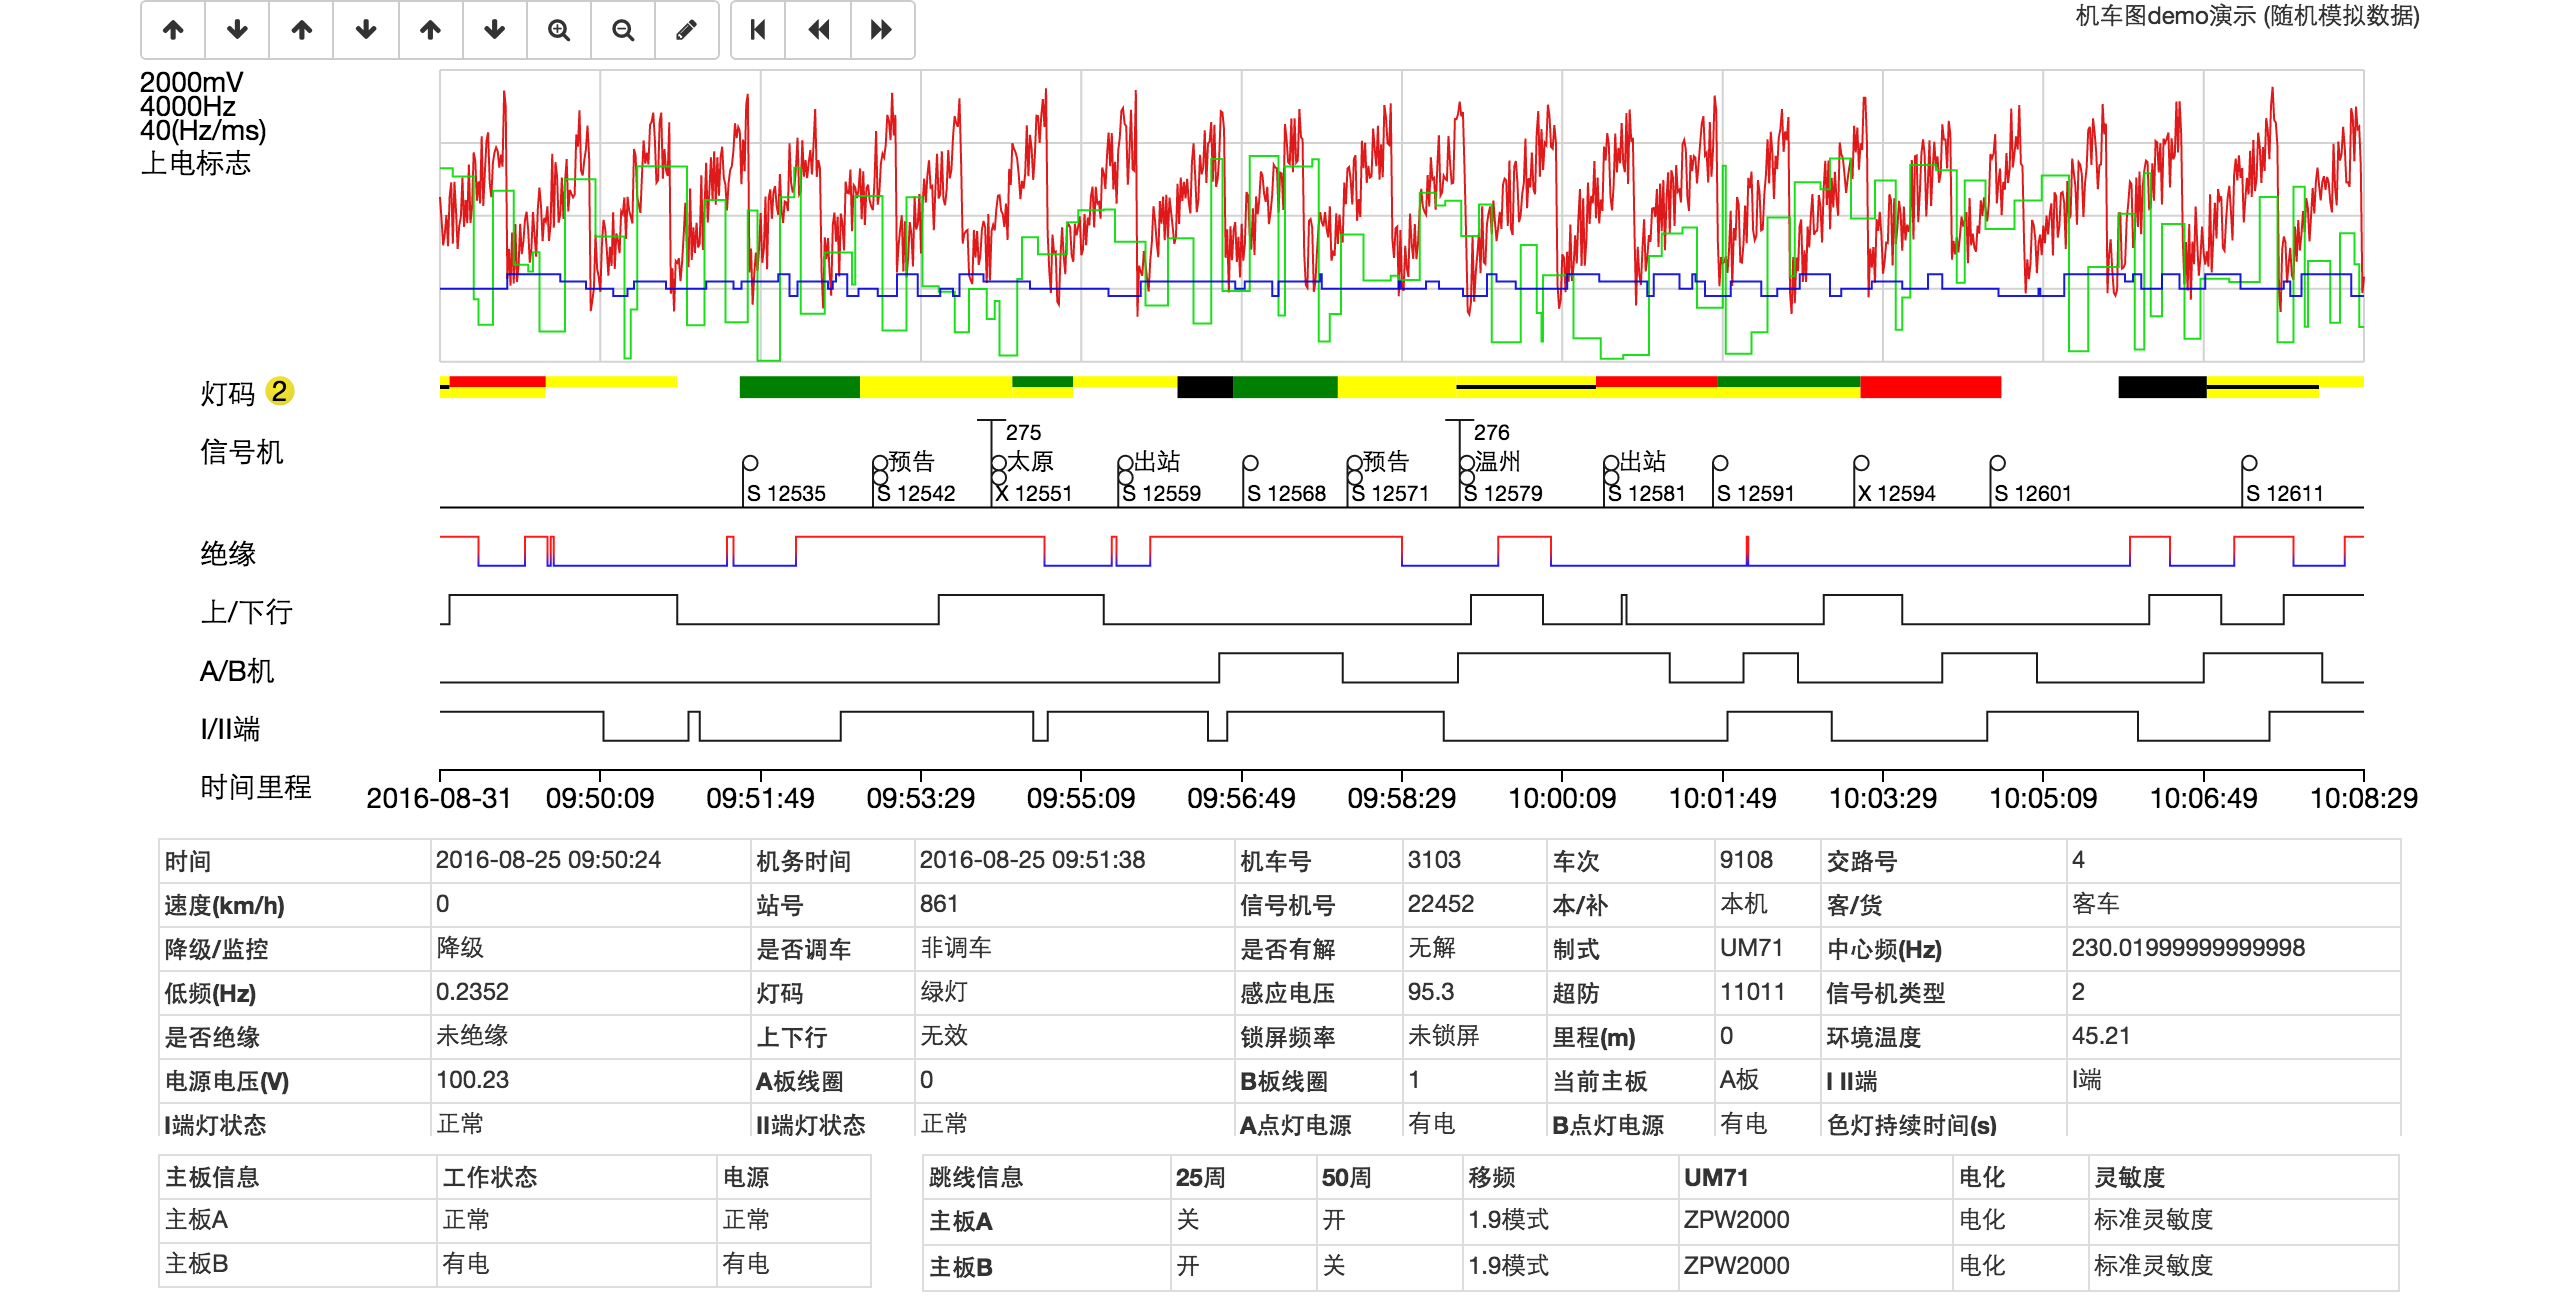 机车图demo演示 (随机模拟数据)
2000mV
4000Hz
40(Hz/ms)
上电标志
灯码 2
信号机
275
276
预告 太原 出站 预告 温州 出站
S 12535 S 12542 X 12551 S 12559 S 12568 S 12571 S 12579 S 12581 S 12591 X 12594 S 12601 S 12611
绝缘
上/下行
A/B机
I/II端
时间里程
2016-08-31 09:50:09 09:51:49 09:53:29 09:55:09 09:56:49 09:58:29 10:00:09 10:01:49 10:03:29 10:05:09 10:06:49 10:08:29
时间 2016-08-25 09:50:24 机务时间 2016-08-25 09:51:38 机车号 3103 车次 9108 交路号 4
速度(km/h) 0 站号 861 信号机号 22452 本/补 本机 客/货 客车
降级/监控 降级 是否调车 非调车 是否有解 无解 制式 UM71 中心频(Hz) 230.01999999999998
低频(Hz) 0.2352 灯码 绿灯 感应电压 95.3 超防 11011 信号机类型 2
是否绝缘 未绝缘 上下行 无效 锁屏频率 未锁屏 里程(m) 0 环境温度 45.21
电源电压(V) 100.23 A板线圈 0 B板线圈 1 当前主板 A板 I II端 I端
I端灯状态 正常 II端灯状态 正常 A点灯电源 有电 B点灯电源 有电 色灯持续时间(s)
主板信息 工作状态 电源
主板A 正常 正常
主板B 有电 有电
跳线信息 25周 50周 移频 UM71 电化 灵敏度
主板A 关 开 1.9模式 ZPW2000 电化 标准灵敏度
主板B 开 关 1.9模式 ZPW2000 电化 标准灵敏度